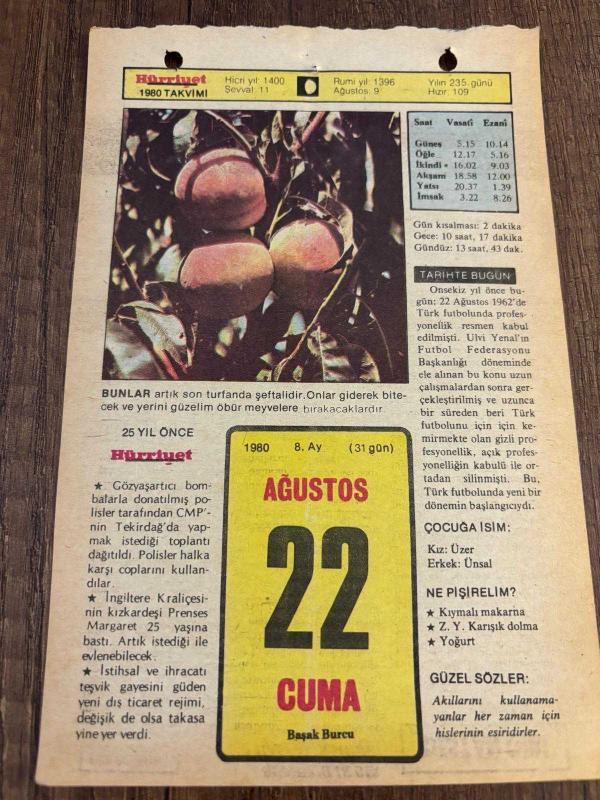 Hürriyet
1980 TAKVİMİ
Hicri yıl: 1400
Şevval: 11
Rumi yıl: 1396
Ağustos: 9
Yılın 235. günü
Hızır: 109
Saat Vasati Ezani
Güneş 5.15 10.14
Öğle 12.17 5.16
İkindi 16.02 9.03
Akşam 18.58 12.00
Yatsı 20.37 1.39
İmsak 3.22 8.26
Gün kısalması: 2 dakika
Gece: 10 saat, 17 dakika
Gündüz: 13 saat, 43 dak.
BUNLAR artık son turfanda şeftalidir. Onlar giderek bite-
cek ve yerini güzelim öbür meyvelere bırakacaklardır.
TARİHTE BUGÜN
Onsekiz yıl önce bu-
gün; 22 Ağustos 1962'de
Türk futbolunda profes-
yonellik resmen kabul
edilmişti. Ulvi Yenal'ın
Futbol Federasyonu
Başkanlığı döneminde
ele alınan bu konu uzun
çalışmalardan sonra ger-
çekleştirilmiş ve uzunca
bir süreden beri Türk
futbolunu için için ke-
mirmekte olan gizli pro-
fesyonellik, açık profes-
yonelliğin kabulü ile or-
tadan silinmişti. Bu,
Türk futbolunda yeni bir
dönemin başlangıcıydı.
25 YIL ÖNCE
Hürriyet
★ Gözyaşartıcı bom-
balarla donatılmış po-
lisler tarafından CMP'-
nin Tekirdağ'da yap-
mak istediği toplantı
dağıtıldı. Polisler halka
karşı coplarını kullan-
dılar.
★ İngiltere Kraliçesi-
nin kızkardeşi Prenses
Margaret 25 yaşına
bastı. Artık istediği ile
evlenebilecek.
★ İstihsal ve ihracatı
teşvik gayesini güden
yeni dış ticaret rejimi,
değişik de olsa takasa
yine yer verdi.
1980 8. Ay (31 gün)
AĞUSTOS
22
CUMA
Başak Burcu
ÇOCUĞA İSİM:
Kız: Üzer
Erkek: Ünsal
NE PİŞİRELİM?
★ Kıymalı makarna
★ Z. Y. Karışık dolma
★ Yoğurt
GÜZEL SÖZLER:
Akıllarını kullanama-
yanlar her zaman için
hislerinin esiridirler.